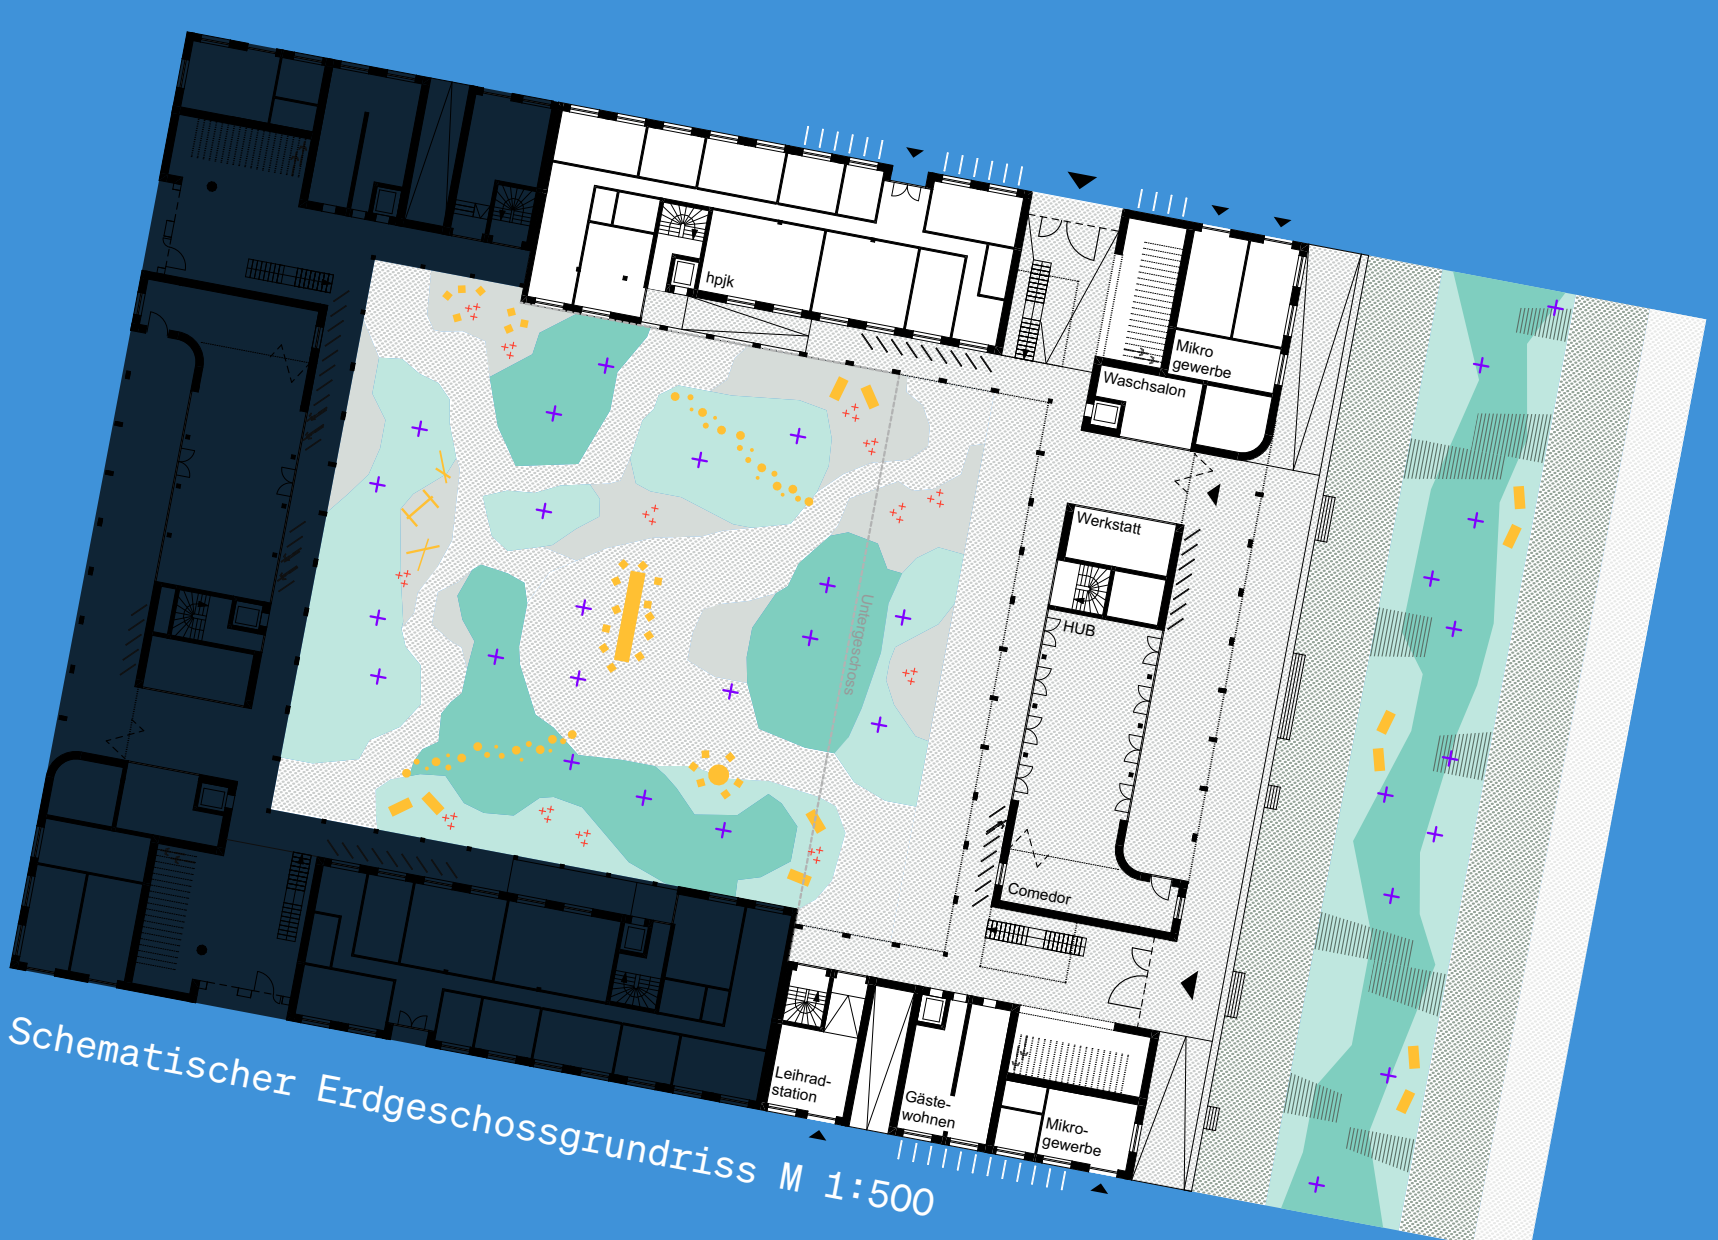 hpjk
Mikro
gewerbe
Waschsalon
Werkstatt
HUB
Untergeschoss
Comedor
Leihrad-
station
Gäste-
wohnen
Mikro-
gewerbe
Schematischer Erdgeschossgrundriss M 1:500